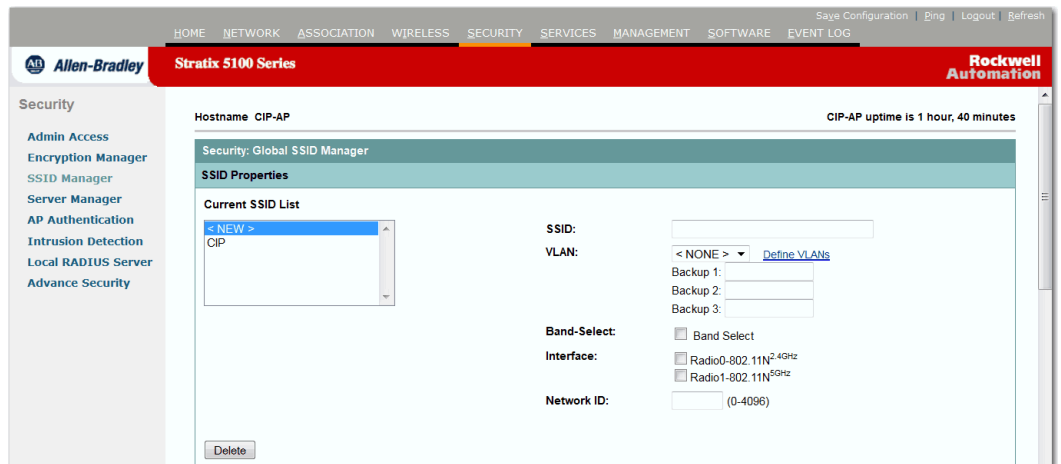 Save Configuration | Ping | Logout | Refresh
HOME NETWORK ASSOCIATION WIRELESS SECURITY SERVICES MANAGEMENT SOFTWARE EVENT LOG
AB Allen-Bradley
Stratix 5100 Series
Rockwell
Automation
Security
Admin Access
Encryption Manager
SSID Manager
Server Manager
AP Authentication
Intrusion Detection
Local RADIUS Server
Advance Security
Hostname CIP-AP
CIP-AP uptime is 1 hour, 40 minutes
Security: Global SSID Manager
SSID Properties
Current SSID List
< NEW >
CIP
Delete
SSID:
VLAN: < NONE > Define VLANs
Backup 1:
Backup 2:
Backup 3:
Band-Select: Band Select
Interface: Radio0-802.11N2.4GHz
Radio1-802.11N5GHz
Network ID: (0-4096)